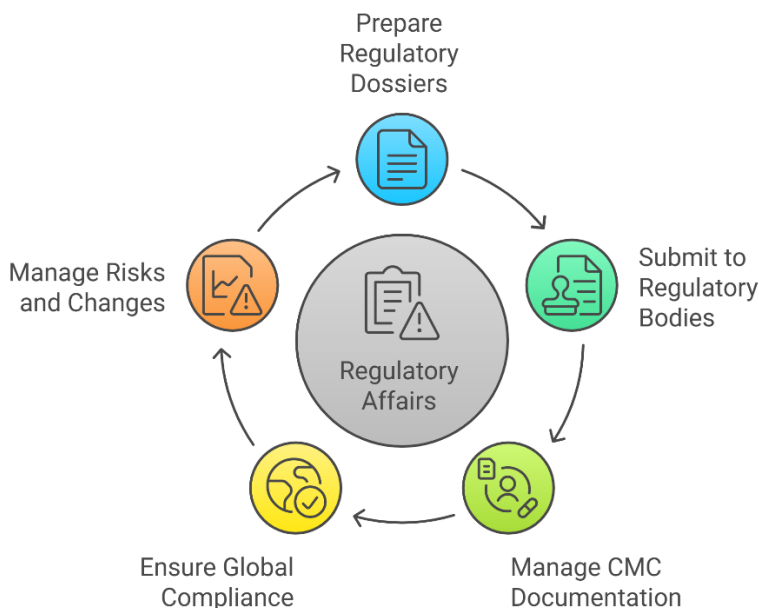 Prepare
Regulatory
Dossiers
Submit to
Regulatory
Bodies
Manage CMC
Documentation
Ensure Global
Compliance
Manage Risks
and Changes
Regulatory
Affairs